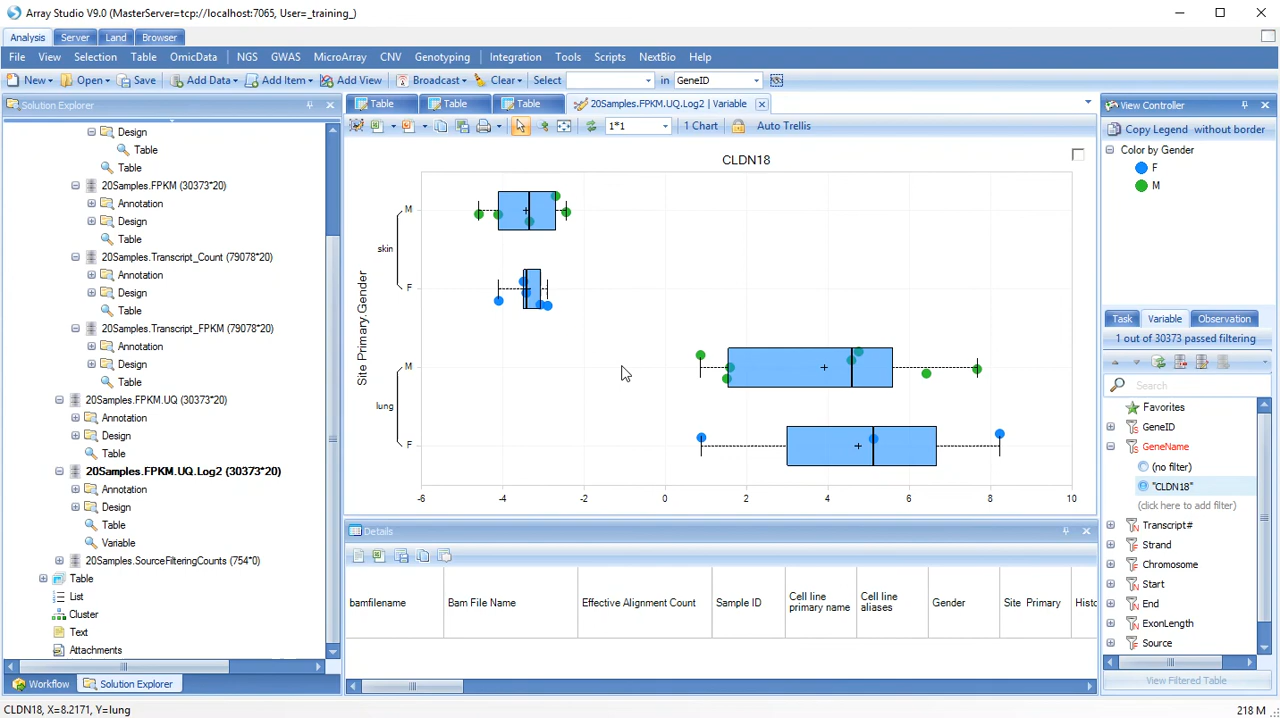 Array Studio V9.0 (MasterServer=tcp://localhost:7065, User=_training_)
Analysis Server Land Browser
File View Selection Table OmicData NGS GWAS MicroArray CNV Genotyping Integration Tools Scripts NextBio Help
New Open Save Add Data Add Item Add View Broadcast Clear Select in GeneID
Solution Explorer
Design
Table
Table
20Samples.FPKM (30373*20)
Annotation
Design
Table
20Samples.Transcript_Count (79078*20)
Annotation
Design
Table
20Samples.Transcript_FPKM (79078*20)
Annotation
Design
Table
20Samples.FPKM.UQ (30373*20)
Annotation
Design
Table
20Samples.FPKM.UQ.Log2 (30373*20)
Annotation
Design
Table
Variable
20Samples.SourceFilteringCounts (754*0)
Table
List
Cluster
Text
Attachments
Workflow Solution Explorer
Table Table Table 20Samples.FPKM.UQ.Log2 | Variable
1*1 1 Chart Auto Trellis
CLDN18
Site Primary.Gender
M
skin
F
M
lung
F
-6 -4 -2 0 2 4 6 8 10
Details
bamfilename Bam File Name Effective Alignment Count Sample ID Cell line primary name Cell line aliases Gender Site Primary Histo
View Controller
Copy Legend without border
Color by Gender
F
M
Task Variable Observation
1 out of 30373 passed filtering
Search
Favorites
GeneID
GeneName
(no filter)
"CLDN18"
(click here to add filter)
Transcript#
Strand
Chromosome
Start
End
ExonLength
Source
View Filtered Table
CLDN18, X=8.2171, Y=lung 218 M